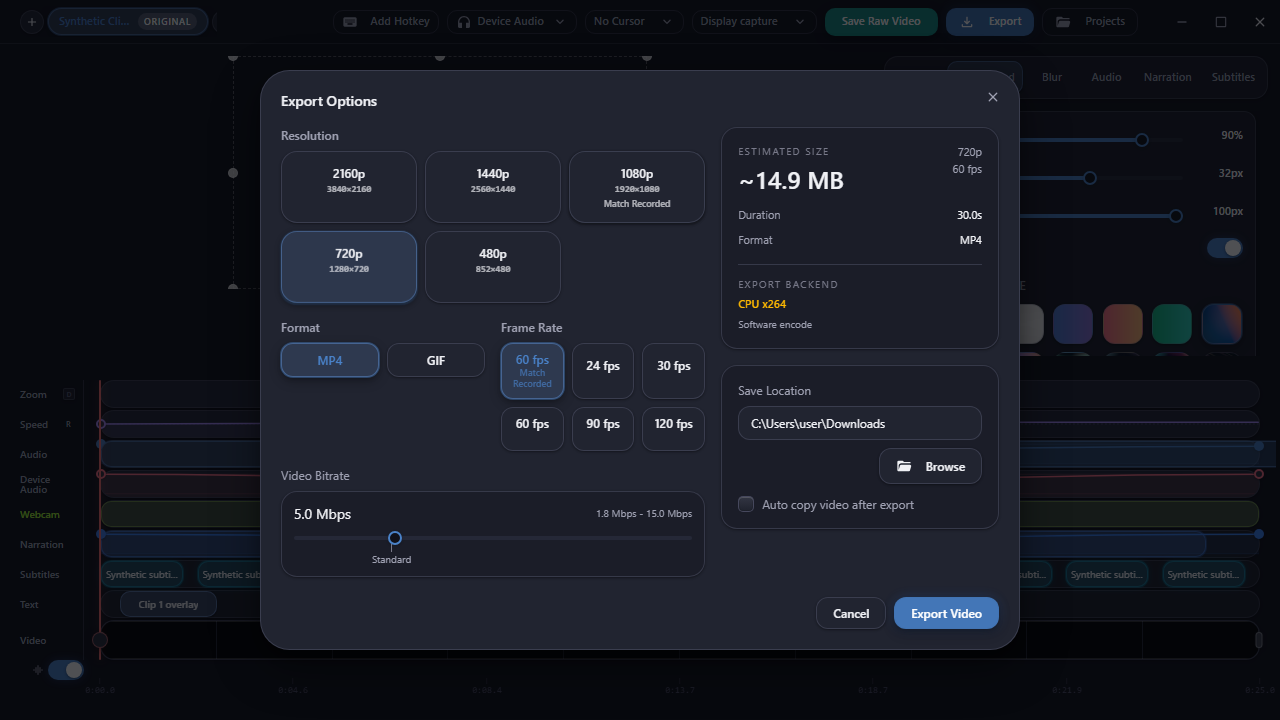 Synthetic Cli... ORIGINAL
Add Hotkey
Device Audio
No Cursor
Display capture
Save Raw Video
Export
Projects
Blur
Audio
Narration
Subtitles
90%
32px
100px
Export Options
Resolution
2160p
3840×2160
1440p
2560×1440
1080p
1920×1080
Match Recorded
720p
1280×720
480p
852×480
Format
MP4
GIF
Frame Rate
60 fps
Match
Recorded
24 fps
30 fps
60 fps
90 fps
120 fps
Video Bitrate
5.0 Mbps
1.8 Mbps - 15.0 Mbps
Standard
ESTIMATED SIZE
720p
~14.9 MB
60 fps
Duration
30.0s
Format
MP4
EXPORT BACKEND
CPU x264
Software encode
Save Location
C:\Users\user\Downloads
Browse
Auto copy video after export
Cancel
Export Video
Zoom
Speed R
Audio
Device
Audio
Webcam
Narration
Subtitles
Synthetic subti...
Synthetic sub
subti...
Synthetic subti...
Synthetic subti...
Text
Clip 1 overlay
Video
0:00.0